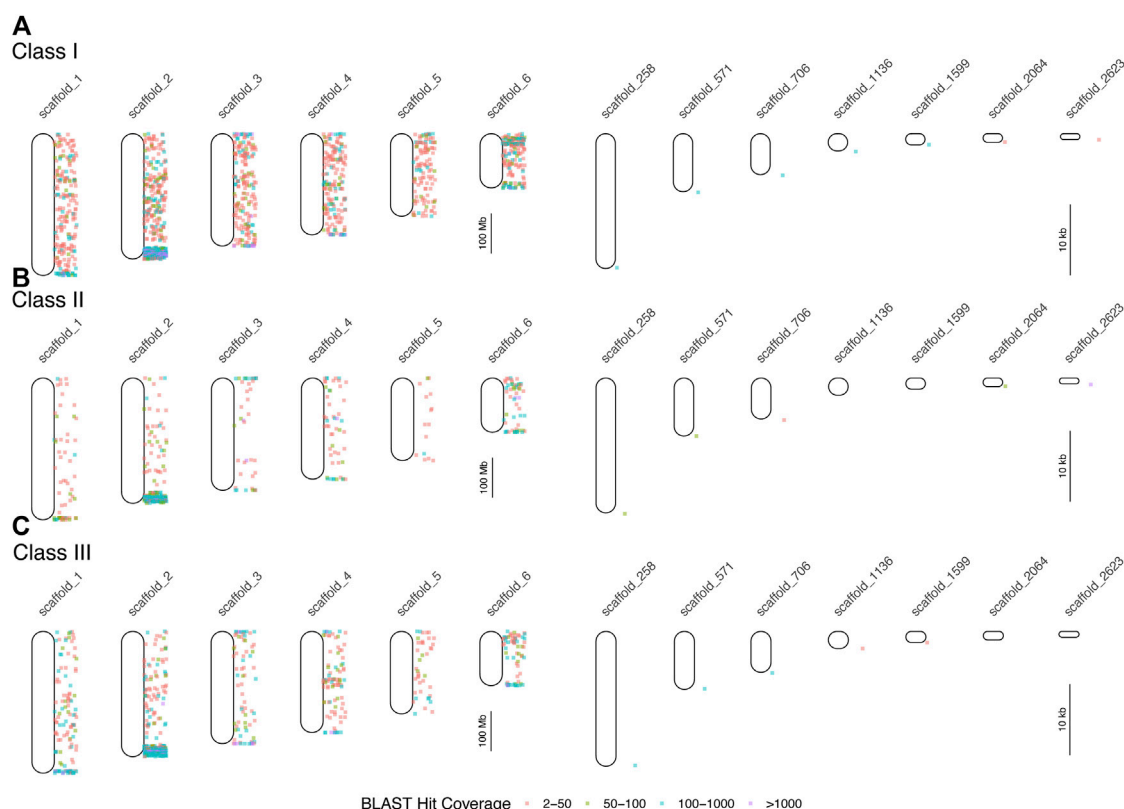 A
Class I
scaffold_1 scaffold_2 scaffold_3 scaffold_4 scaffold_5 scaffold_6 scaffold_258 scaffold_571 scaffold_706 scaffold_1136 scaffold_1599 scaffold_2064 scaffold_2623
100 Mb 10 kb
B
Class II
scaffold_1 scaffold_2 scaffold_3 scaffold_4 scaffold_5 scaffold_6 scaffold_258 scaffold_571 scaffold_706 scaffold_1136 scaffold_1599 scaffold_2064 scaffold_2623
100 Mb 10 kb
C
Class III
scaffold_1 scaffold_2 scaffold_3 scaffold_4 scaffold_5 scaffold_6 scaffold_258 scaffold_571 scaffold_706 scaffold_1136 scaffold_1599 scaffold_2064 scaffold_2623
100 Mb 10 kb
BLAST Hit Coverage 2−50 50−100 100−1000 >1000